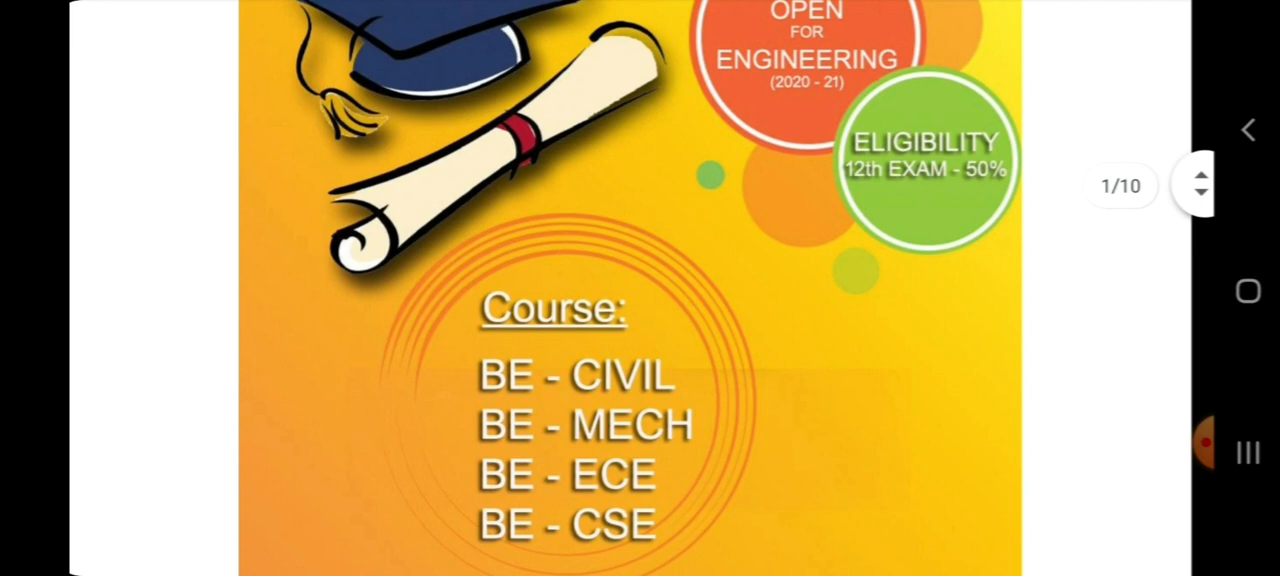 OPEN
FOR
ENGINEERING
(2020 - 21)
ELIGIBILITY
12th EXAM - 50%
1/10
Course:
BE - CIVIL
BE - MECH
BE - ECE
BE - CSE